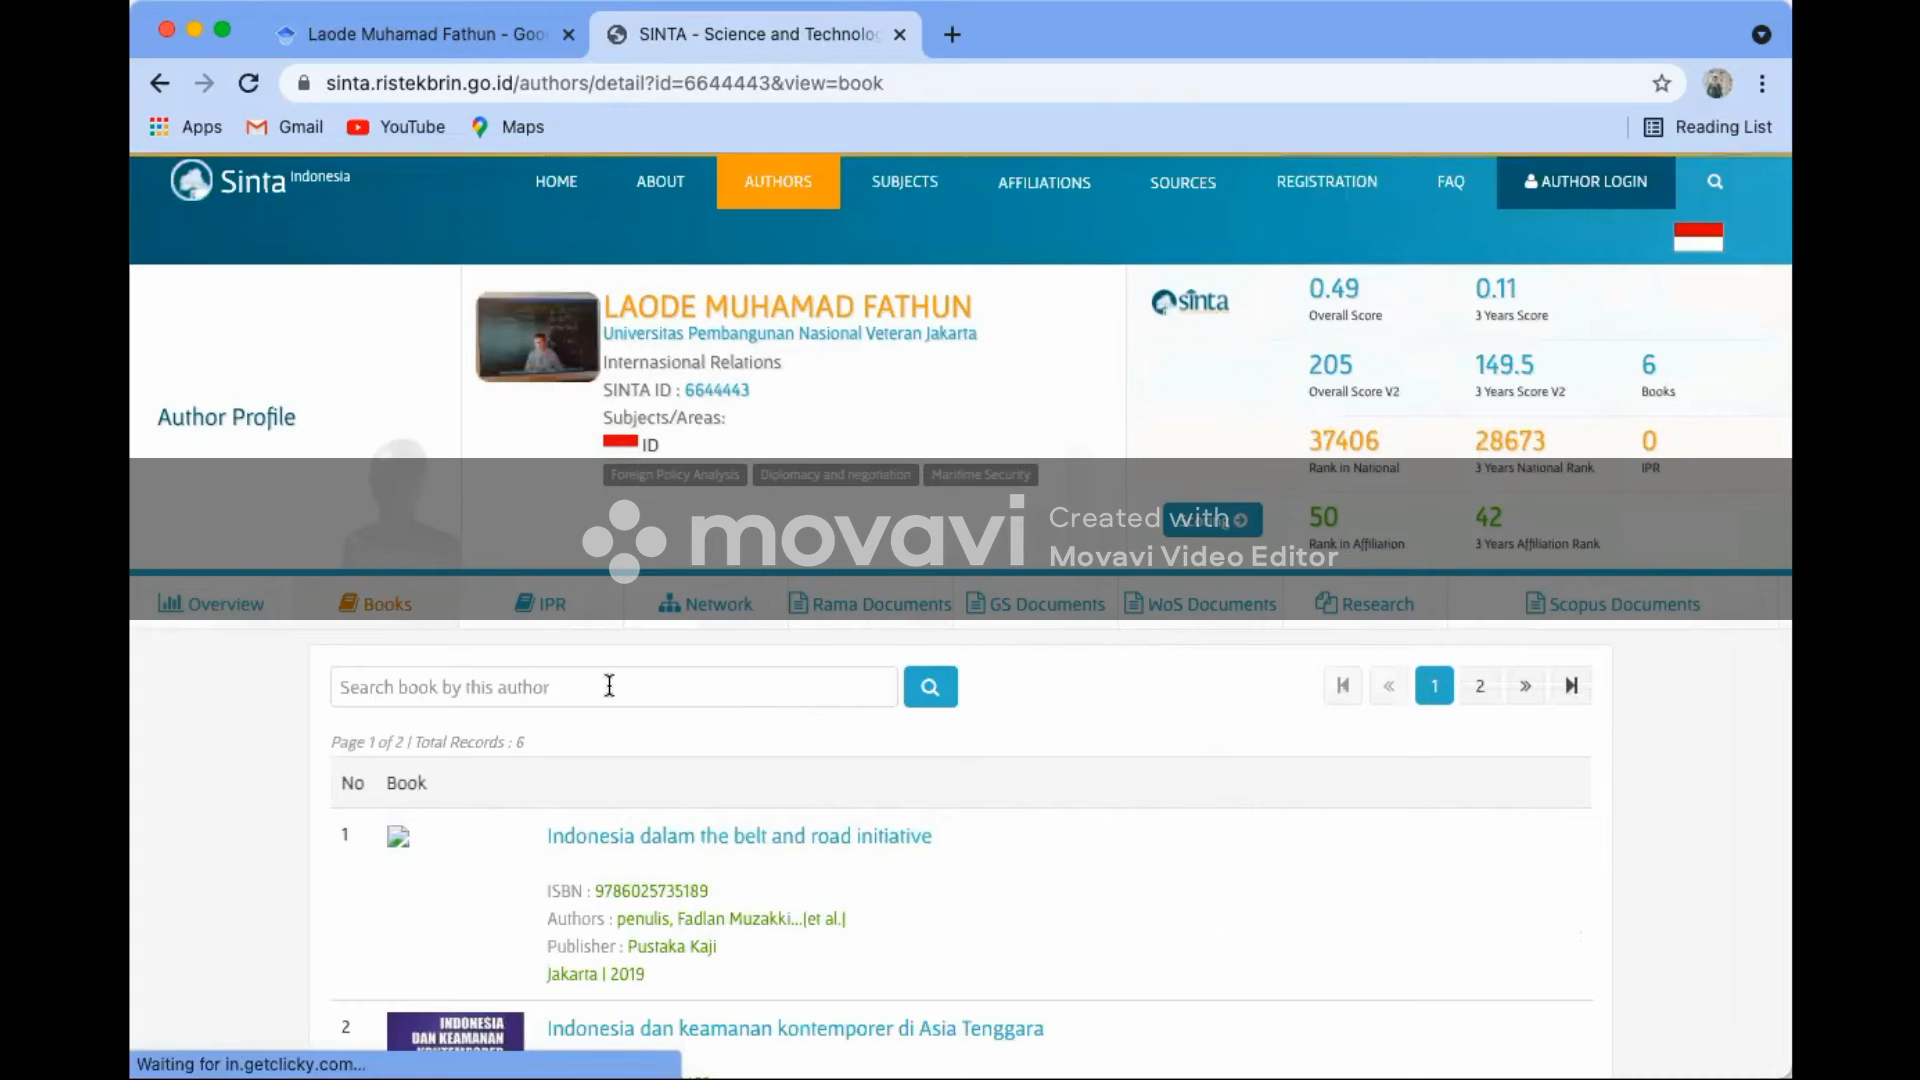 Laode Muhamad Fathun - Goo
SINTA - Science and Technolo
sinta.ristekbrin.go.id/authors/detail?id=6644443&view=book
Apps
Gmail
YouTube
Maps
Reading List
Sinta Indonesia
HOME
ABOUT
AUTHORS
SUBJECTS
AFFILIATIONS
SOURCES
REGISTRATION
FAQ
AUTHOR LOGIN
Author Profile
LAODE MUHAMAD FATHUN
Universitas Pembangunan Nasional Veteran Jakarta
Internasional Relations
SINTA ID : 6644443
Subjects/Areas:
ID
Foreign Policy Analysis
Diplomacy and negotiation
Maritime Security
sinta
0.49
Overall Score
0.11
3 Years Score
205
Overall Score V2
149.5
3 Years Score V2
6
Books
37406
Rank in National
28673
3 Years National Rank
0
IPR
50
Rank in Affiliation
42
3 Years Affiliation Rank
movavi
Created with
Movavi Video Editor
Overview
Books
IPR
Network
Rama Documents
GS Documents
WoS Documents
Research
Scopus Documents
Search book by this author
1
2
Page 1 of 2 | Total Records : 6
No Book
1
Indonesia dalam the belt and road initiative
ISBN : 9786025735189
Authors : penulis, Fadlan Muzakki...[et al.]
Publisher : Pustaka Kaji
Jakarta | 2019
2
INDONESIA
DAN KEAMANAN
Indonesia dan keamanan kontemporer di Asia Tenggara
Waiting for in.getclicky.com...